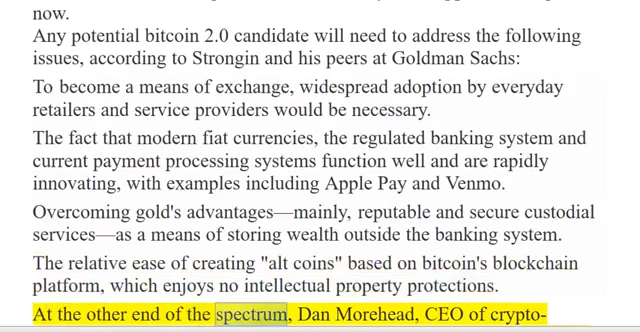 now.
Any potential bitcoin 2.0 candidate will need to address the following
issues, according to Strongin and his peers at Goldman Sachs:
To become a means of exchange, widespread adoption by everyday
retailers and service providers would be necessary.
The fact that modern fiat currencies, the regulated banking system and
current payment processing systems function well and are rapidly
innovating, with examples including Apple Pay and Venmo.
Overcoming gold's advantages—mainly, reputable and secure custodial
services—as a means of storing wealth outside the banking system.
The relative ease of creating "alt coins" based on bitcoin's blockchain
platform, which enjoys no intellectual property protections.
At the other end of the spectrum, Dan Morehead, CEO of crypto-